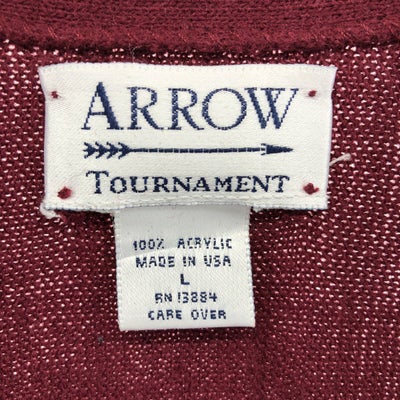 ARROW
TOURNAMENT
100% ACRYLIC
MADE IN USA
L
RN 13884
CARE OVER